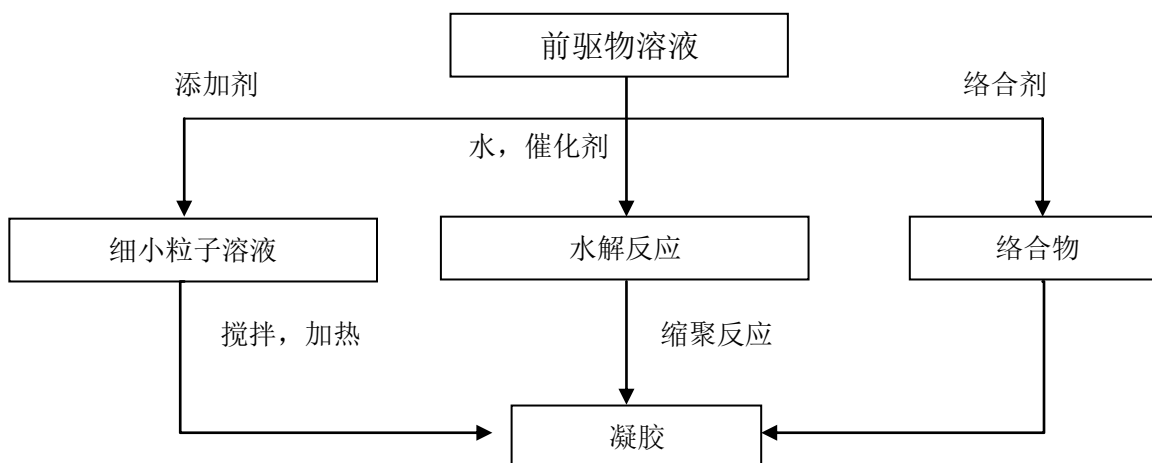 前驱物溶液
添加剂
络合剂
水，催化剂
细小粒子溶液
水解反应
络合物
搅拌，加热
缩聚反应
凝胶